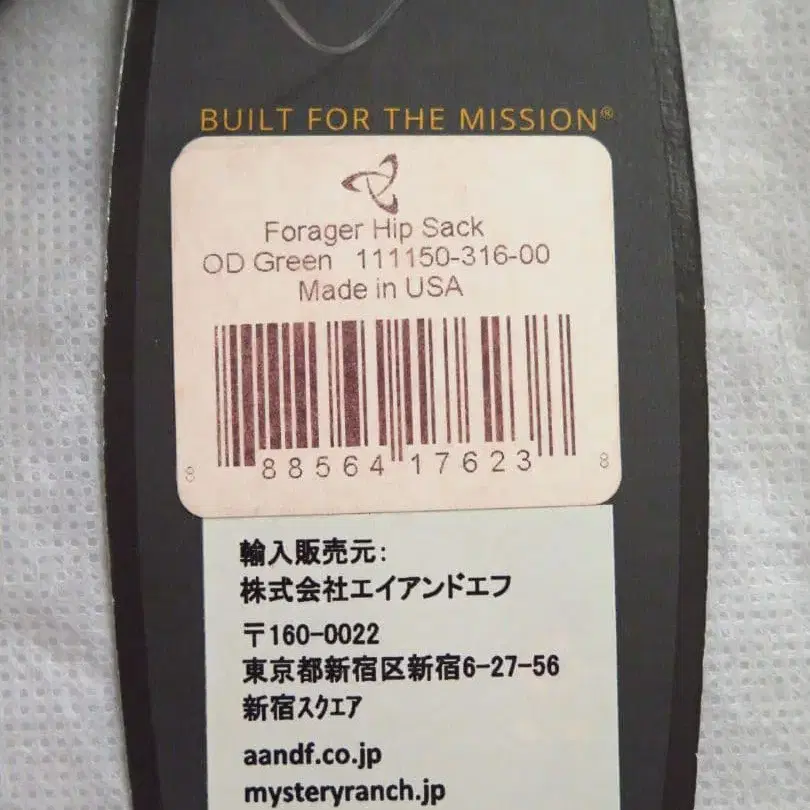 BUILT FOR THE MISSION®
Forager Hip Sack
OD Green 111150-316-00
Made in USA
8 88564 17623 8
輸入販売元:
株式会社エイアンドエフ
〒160-0022
東京都新宿区新宿6-27-56
新宿スクエア
aandf.co.jp
mysteryranch.jp